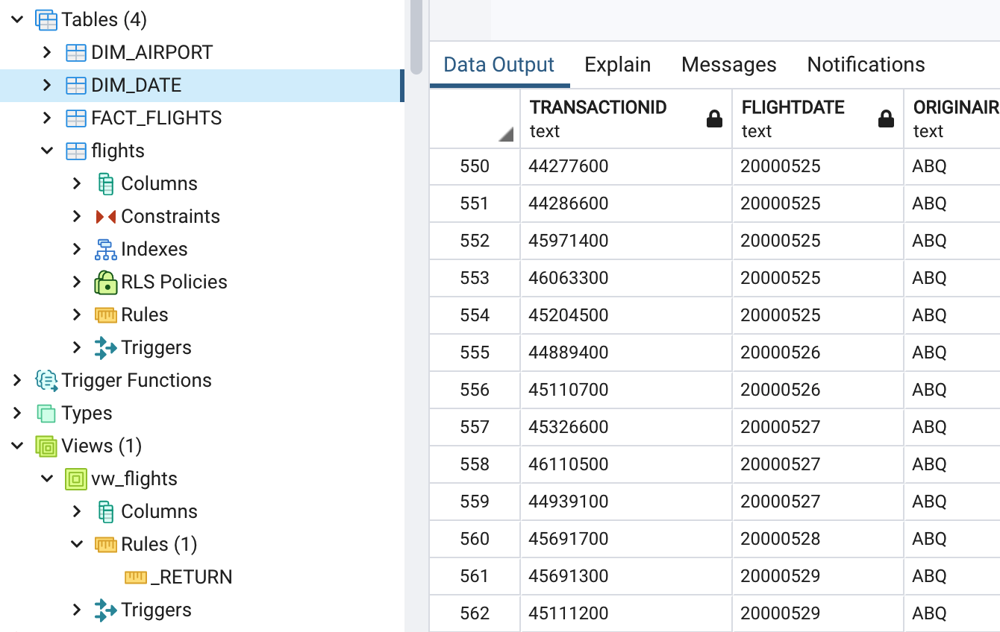 Tables (4)
DIM_AIRPORT
DIM_DATE
FACT_FLIGHTS
flights
Columns
Constraints
Indexes
RLS Policies
Rules
Triggers
Trigger Functions
Types
Views (1)
vw_flights
Columns
Rules (1)
_RETURN
Triggers
Data Output Explain Messages Notifications
TRANSACTIONID FLIGHTDATE ORIGINAIR
text text text
550 44277600 20000525 ABQ
551 44286600 20000525 ABQ
552 45971400 20000525 ABQ
553 46063300 20000525 ABQ
554 45204500 20000525 ABQ
555 44889400 20000526 ABQ
556 45110700 20000526 ABQ
557 45326600 20000527 ABQ
558 46110500 20000527 ABQ
559 44939100 20000527 ABQ
560 45691700 20000528 ABQ
561 45691300 20000529 ABQ
562 45111200 20000529 ABQ